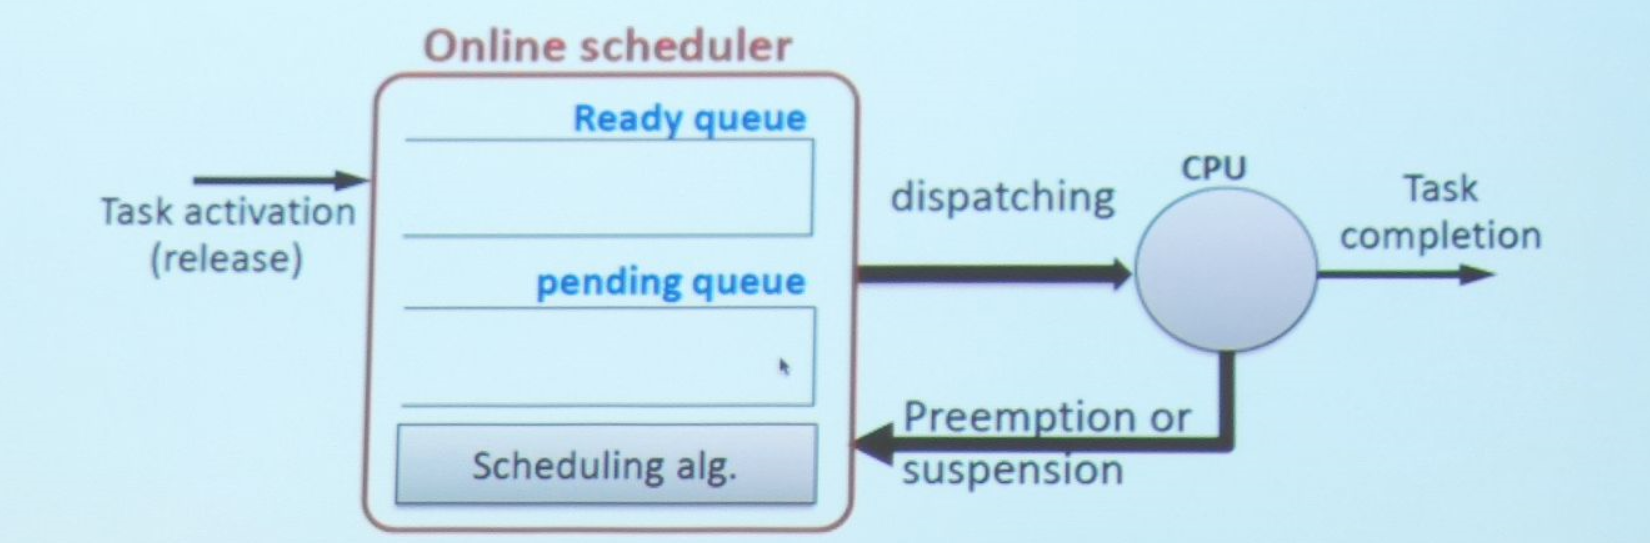 Online scheduler
Ready queue
Task activation
(release)
pending queue
Scheduling alg.
dispatching
CPU
Task
completion
Preemption or
suspension